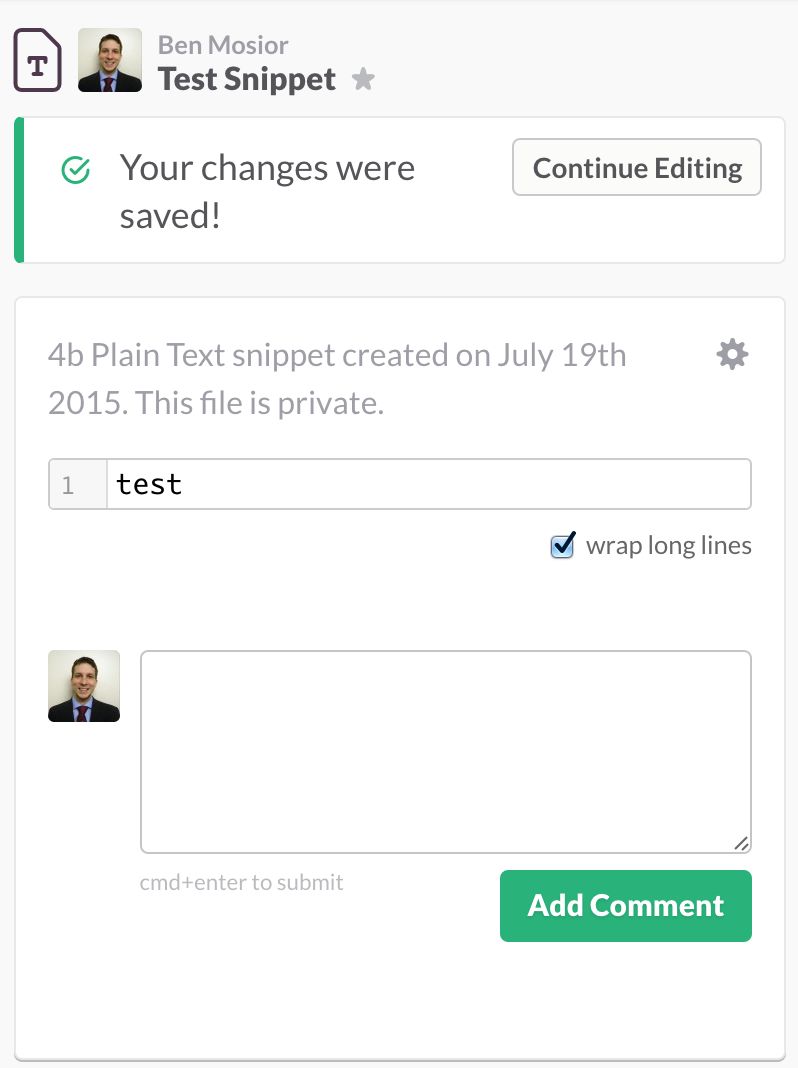 T
Ben Mosior
Test Snippet
Your changes were
saved!
Continue Editing
4b Plain Text snippet created on July 19th
2015. This file is private.
1
test
wrap long lines
cmd+enter to submit
Add Comment